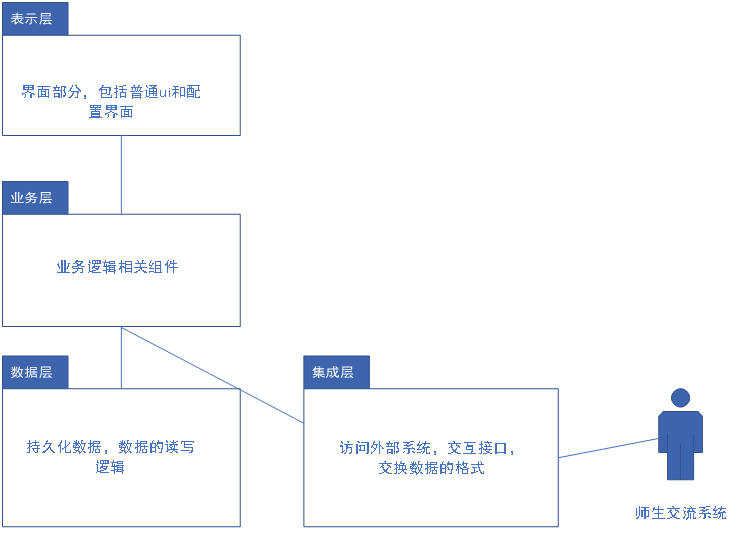 表示层
界面部分，包括普通ui和配
置界面
业务层
业务逻辑相关组件
数据层
持久化数据，数据的读写
逻辑
集成层
访问外部系统，交互接口，
交换数据的格式
师生交流系统